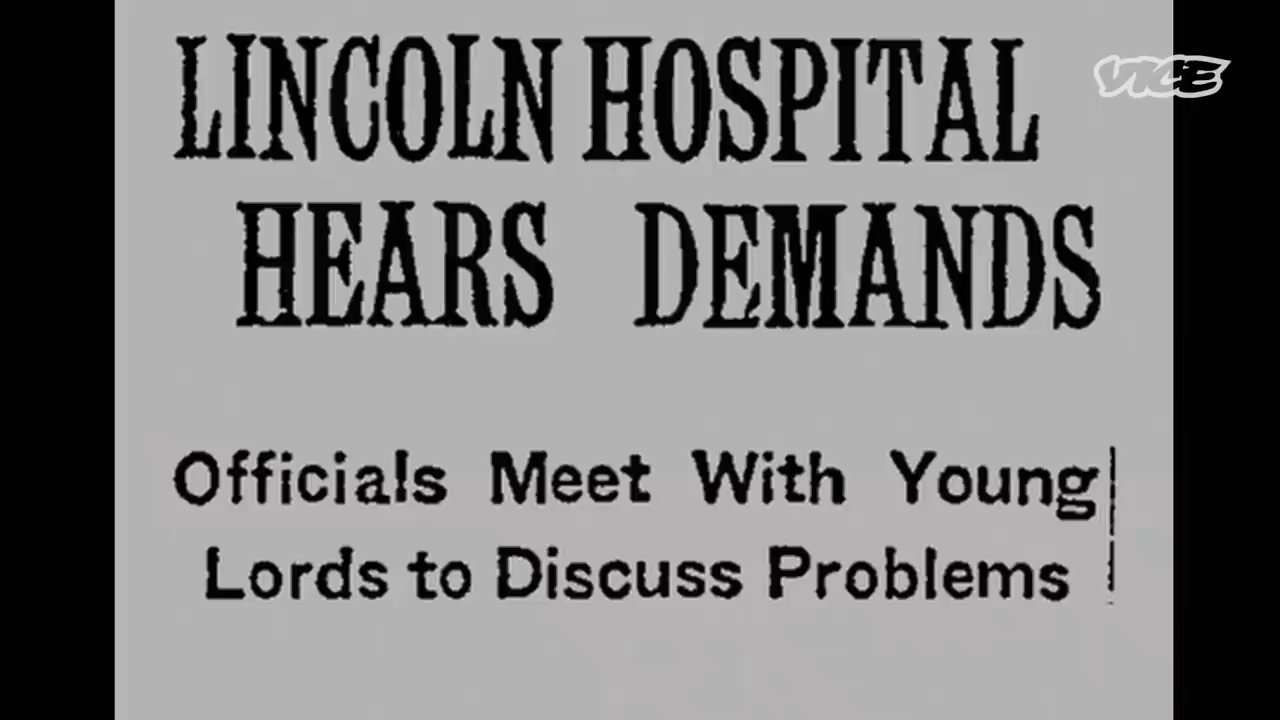 VICE
LINCOLN HOSPITAL
HEARS DEMANDS
Officials Meet With Young
Lords to Discuss Problems